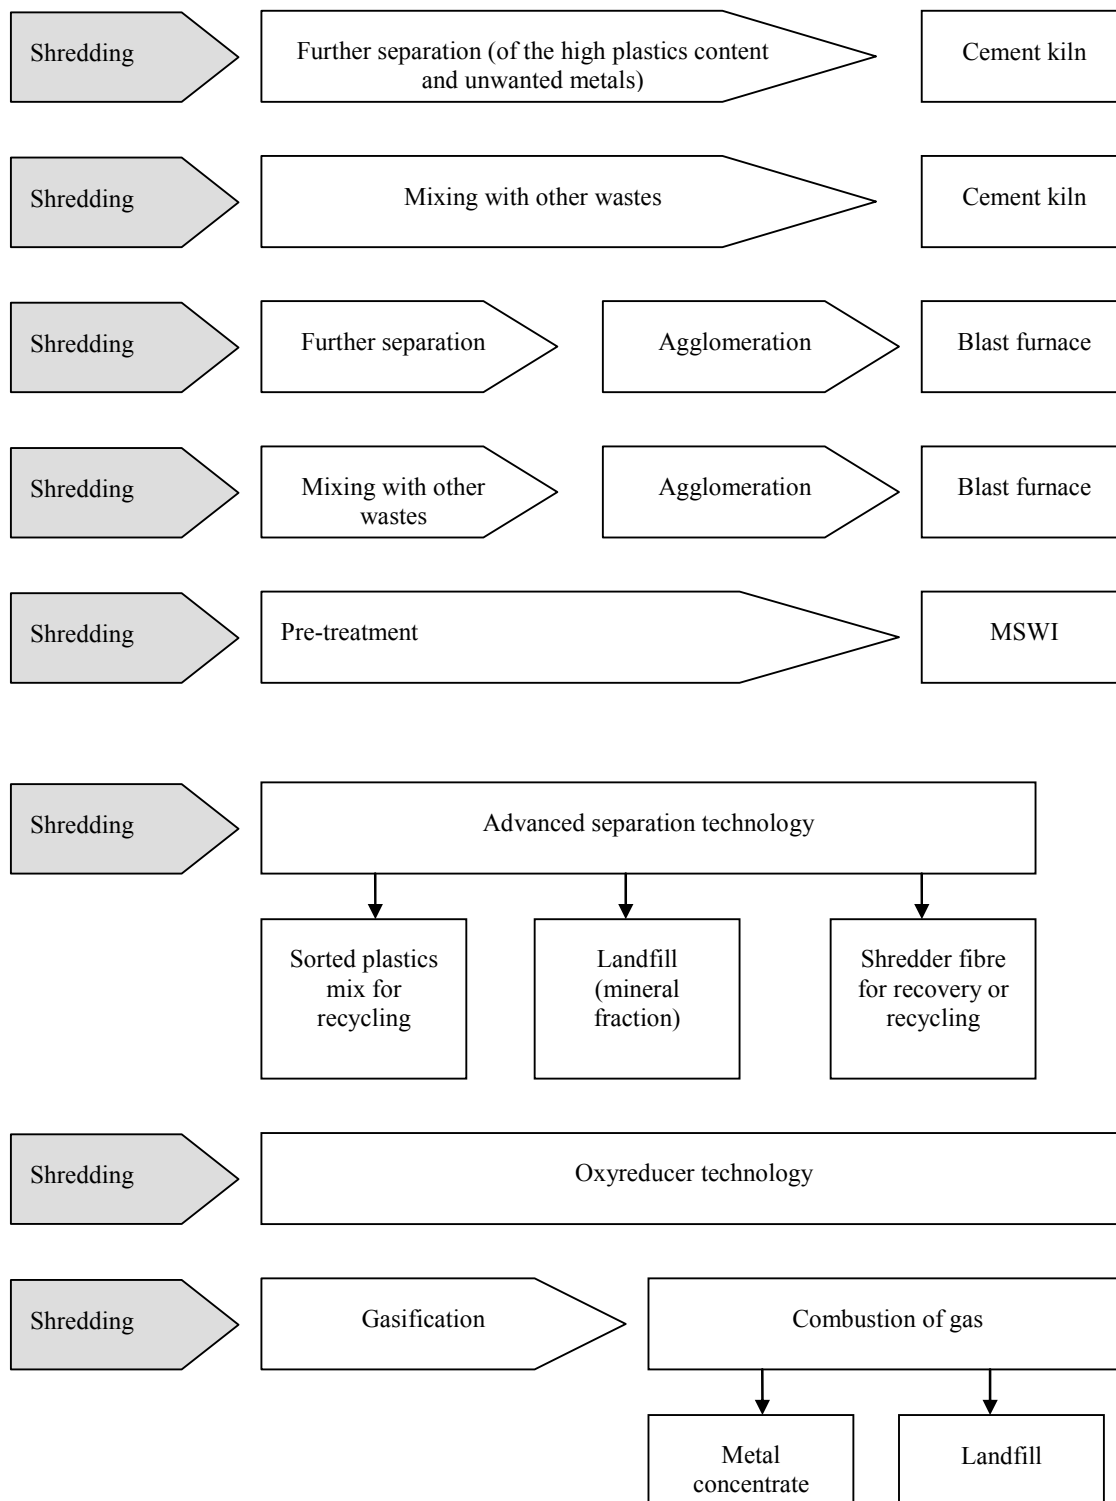 Shredding
Further separation (of the high plastics content
and unwanted metals)
Cement kiln
Shredding
Mixing with other wastes
Cement kiln
Shredding
Further separation
Agglomeration
Blast furnace
Shredding
Mixing with other
wastes
Agglomeration
Blast furnace
Shredding
Pre-treatment
MSWI
Shredding
Advanced separation technology
Sorted plastics
mix for
recycling
Landfill
(mineral
fraction)
Shredder fibre
for recovery or
recycling
Shredding
Oxyreducer technology
Shredding
Gasification
Combustion of gas
Metal
concentrate
Landfill